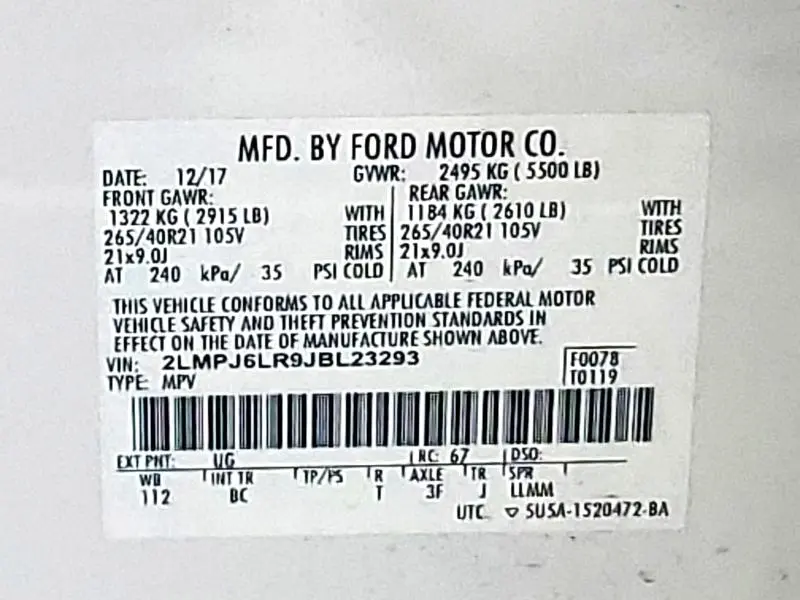 MFD. BY FORD MOTOR CO.
DATE: 12/17 GVWR: 2495 KG ( 5500 LB)
FRONT GAWR: REAR GAWR:
1322 KG ( 2915 LB) WITH 1184 KG ( 2610 LB) WITH
265/40R21 105V TIRES 265/40R21 105V TIRES
21x9.0J RIMS 21x9.0J RIMS
AT 240 kPa/ 35 PSI COLD AT 240 kPa/ 35 PSI COLD
THIS VEHICLE CONFORMS TO ALL APPLICABLE FEDERAL MOTOR
VEHICLE SAFETY AND THEFT PREVENTION STANDARDS IN
EFFECT ON THE DATE OF MANUFACTURE SHOWN ABOVE.
VIN: 2LMPJ6LR9JBL23293 F0078
TYPE: MPV T0119
EXT PNT: UG RC: 67 DSO:
WB INT TR TP/PS R AXLE TR SPR
112 BC T 3F J LLMM
UTC ▽ 5USA-1520472-BA